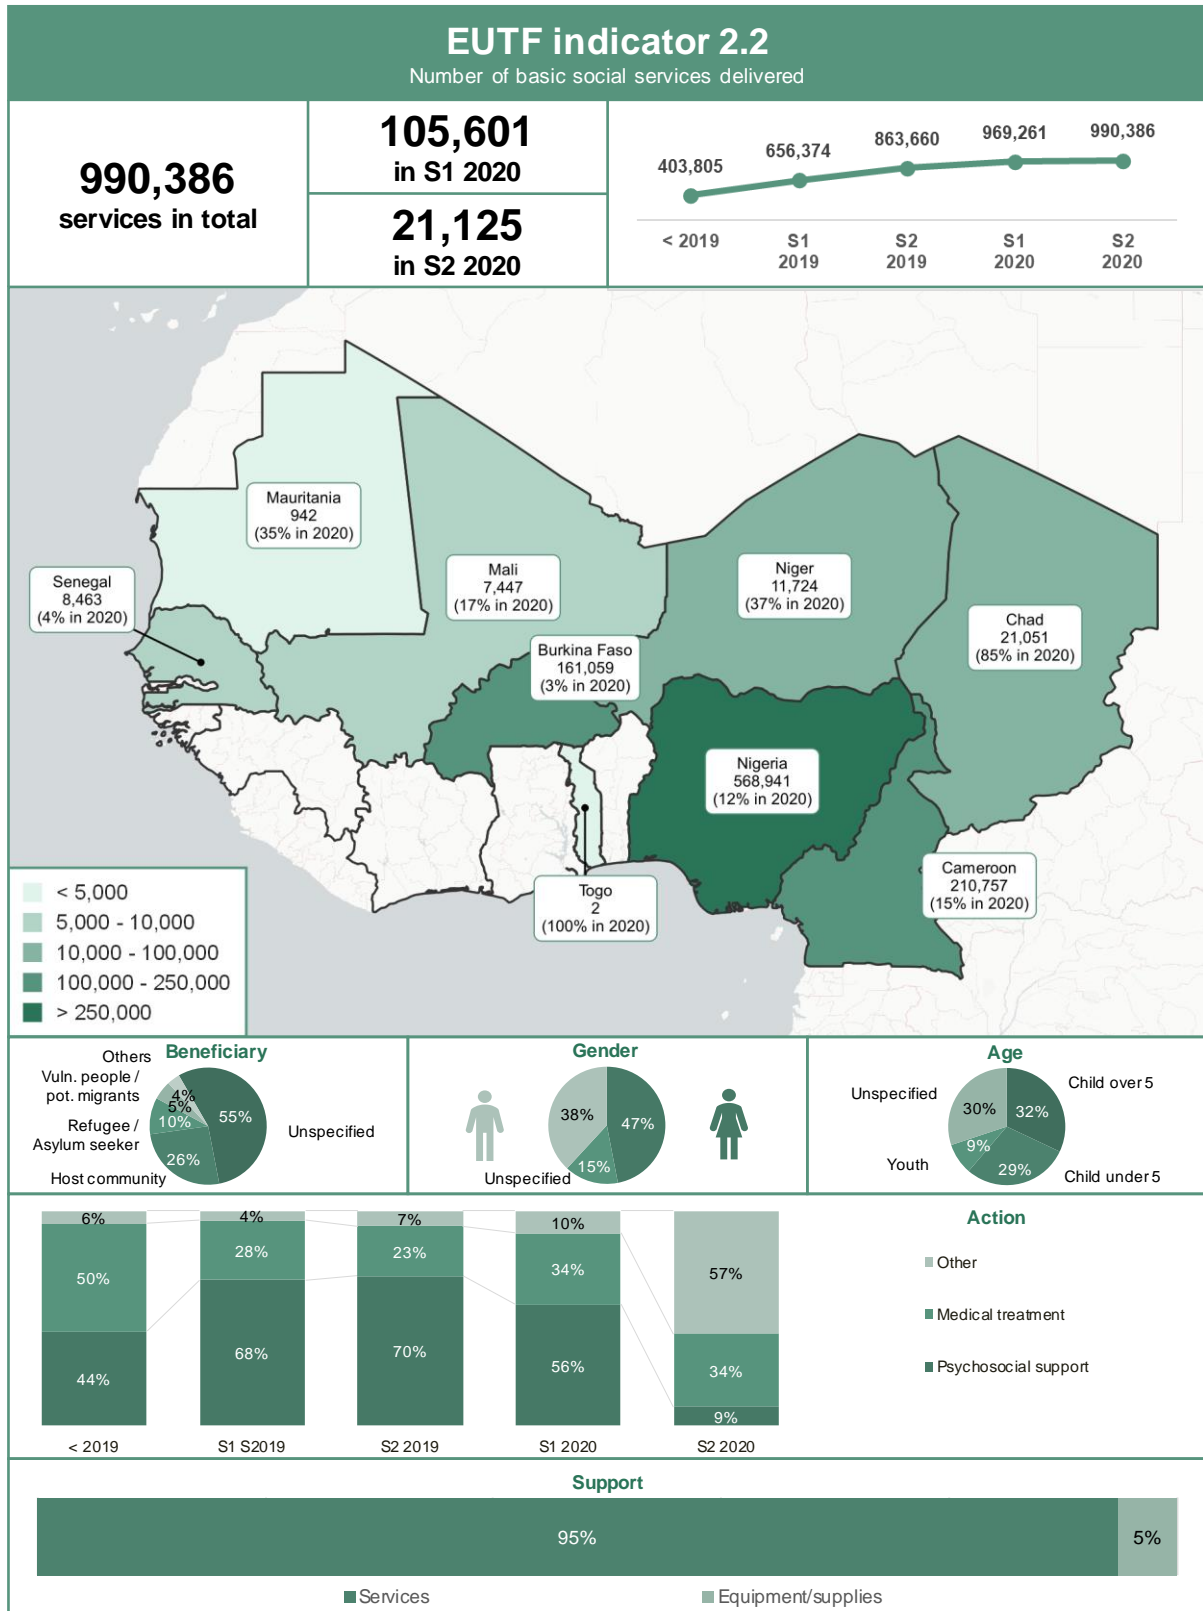 EUTF indicator 2.2
Number of basic social services delivered
990,386
services in total
105,601
in S1 2020
21,125
in S2 2020
403,805
656,374
863,660
969,261
990,386
< 2019
S1
2019
S2
2019
S1
2020
S2
2020
Mauritania
942
(35% in 2020)
Senegal
8,463
(4% in 2020)
Mali
7,447
(17% in 2020)
Niger
11,724
(37% in 2020)
Chad
21,051
(85% in 2020)
Burkina Faso
161,059
(3% in 2020)
Nigeria
568,941
(12% in 2020)
Cameroon
210,757
(15% in 2020)
Togo
2
(100% in 2020)
< 5,000
5,000 - 10,000
10,000 - 100,000
100,000 - 250,000
> 250,000
Beneficiary
Others
Vuln. people /
pot. migrants
Refugee /
Asylum seeker
Host community
Unspecified
4%
5%
10%
26%
55%
Gender
38%
47%
15%
Unspecified
Age
Unspecified
Child over 5
30%
32%
9%
29%
Youth
Child under 5
6%
50%
44%
4%
28%
68%
7%
23%
70%
10%
34%
56%
57%
34%
9%
< 2019
S1 S2019
S2 2019
S1 2020
S2 2020
Action
Other
Medical treatment
Psychosocial support
Support
95%
5%
Services
Equipment/supplies